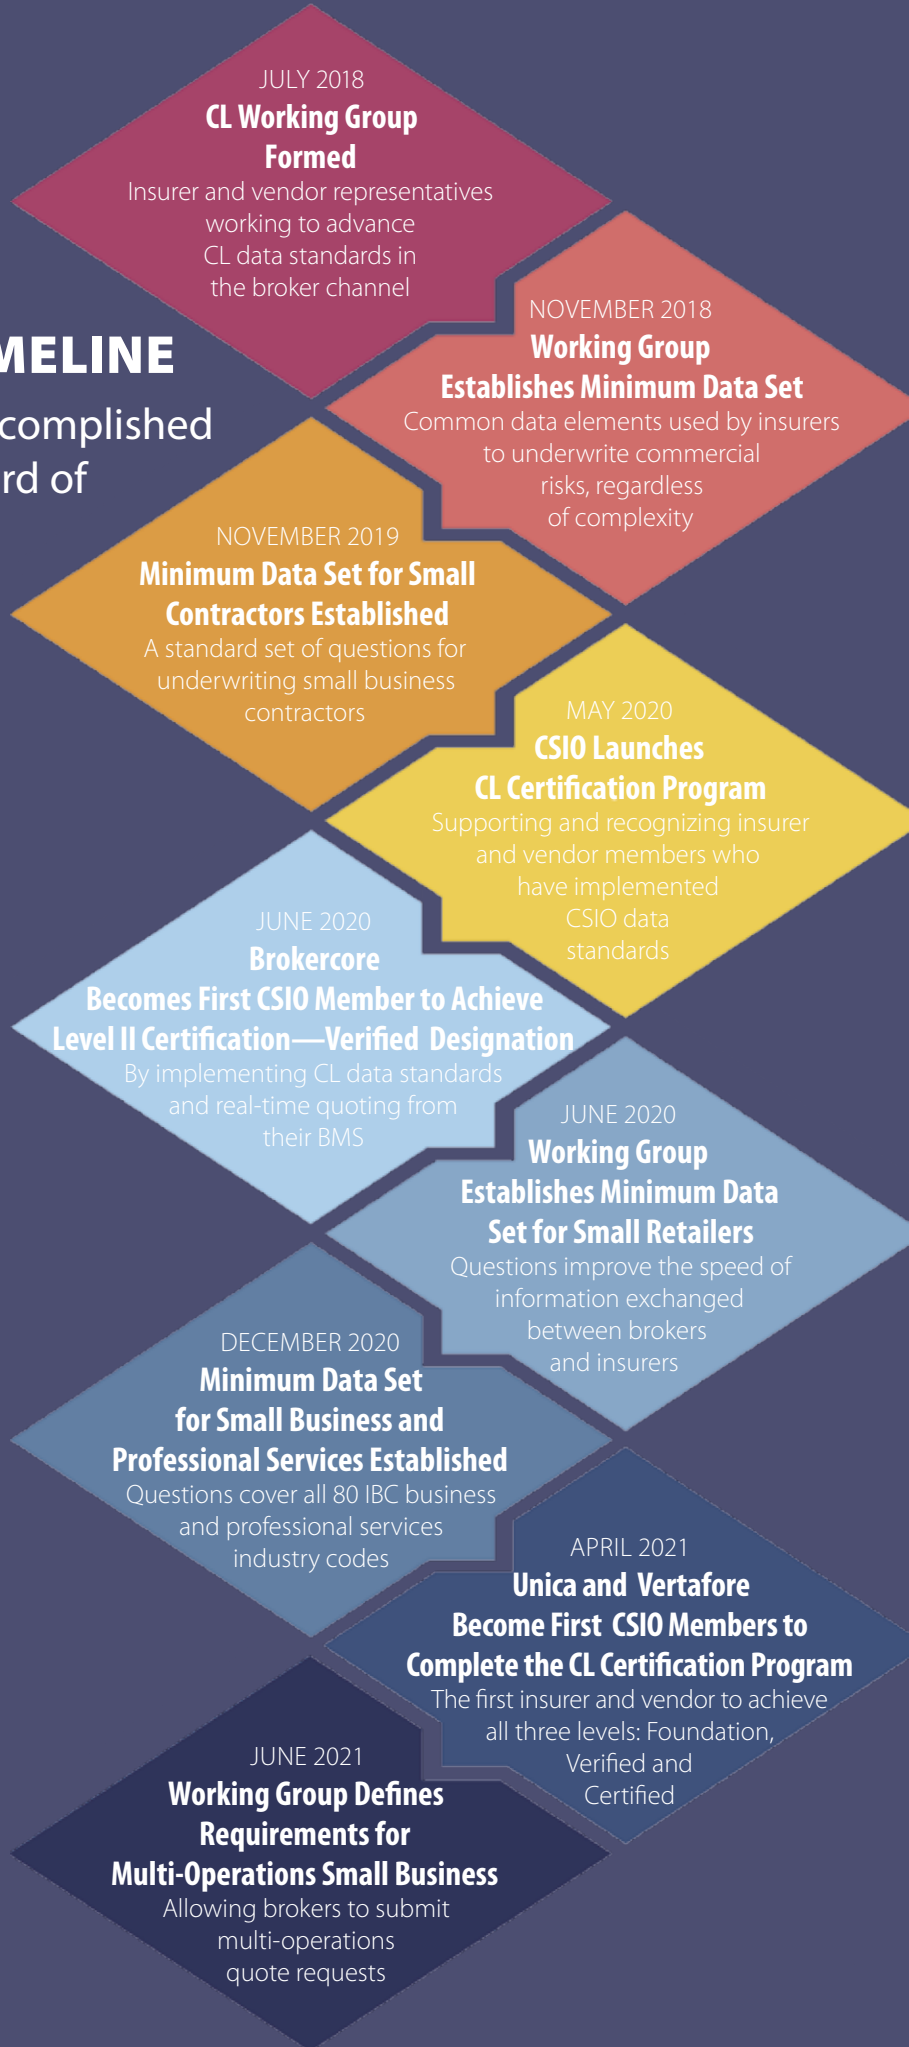 JULY 2018
CL Working Group
Formed
Insurer and vendor representatives
working to advance
CL data standards in
the broker channel
NOVEMBER 2018
Working Group
Establishes Minimum Data Set
Common data elements used by insurers
to underwrite commercial
risks, regardless
of complexity
MELINE
complished
rd of
NOVEMBER 2019
Minimum Data Set for Small
Contractors Established
A standard set of questions for
underwriting small business
contractors
MAY 2020
CSIO Launches
CL Certification Program
Supporting and recognizing insurer
and vendor members who
have implemented
CSIO data
standards
JUNE 2020
Brokercore
Becomes First CSIO Member to Achieve
Level II Certification—Verified Designation
By implementing CL data standards
and real-time quoting from
their BMS
JUNE 2020
Working Group
Establishes Minimum Data
Set for Small Retailers
Questions improve the speed of
information exchanged
between brokers
and insurers
DECEMBER 2020
Minimum Data Set
for Small Business and
Professional Services Established
Questions cover all 80 IBC business
and professional services
industry codes
APRIL 2021
Unica and Vertafore
Become First CSIO Members to
Complete the CL Certification Program
The first insurer and vendor to achieve
all three levels: Foundation,
Verified and
Certified
JUNE 2021
Working Group Defines
Requirements for
Multi-Operations Small Business
Allowing brokers to submit
multi-operations
quote requests